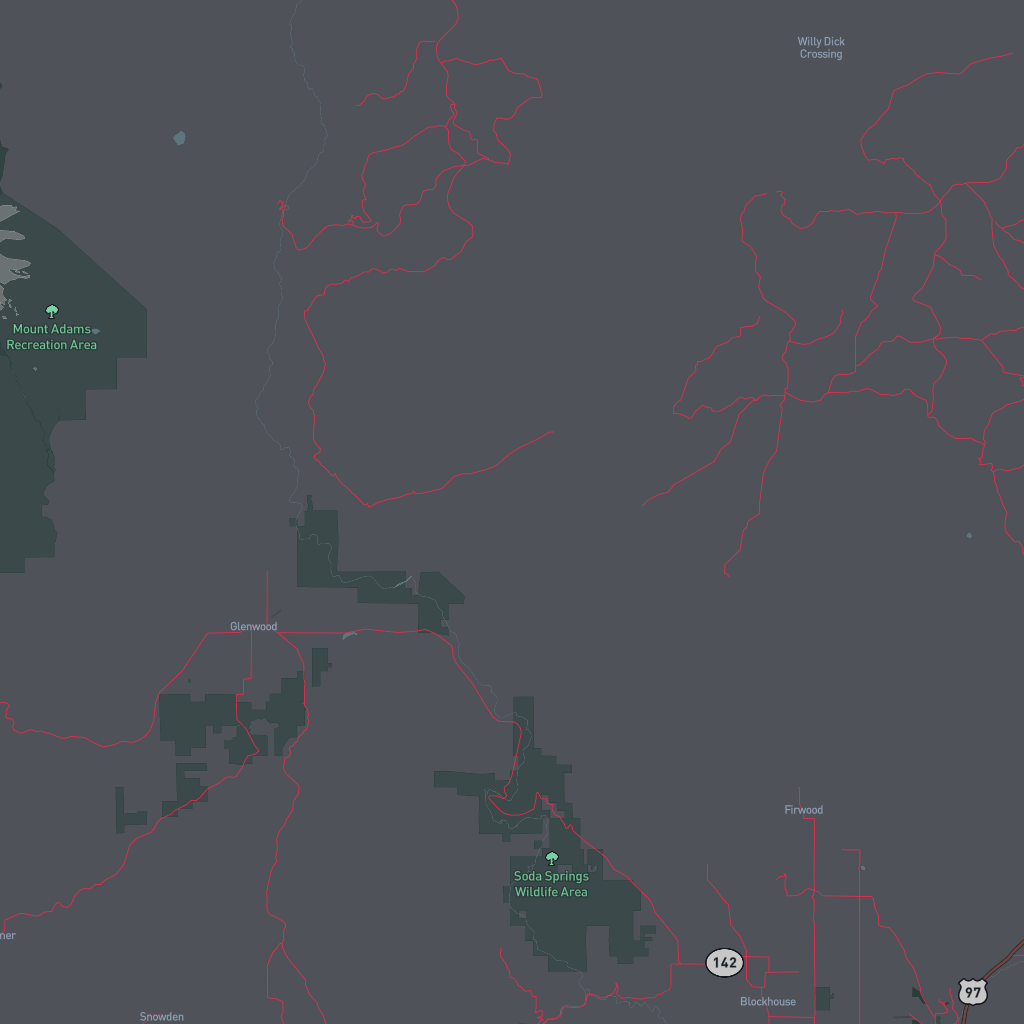 Willy Dick
Crossing
Mount Adams
Recreation Area
Glenwood
Firwood
Soda Springs
Wildlife Area
ner
142
97
Blockhouse
Snowden